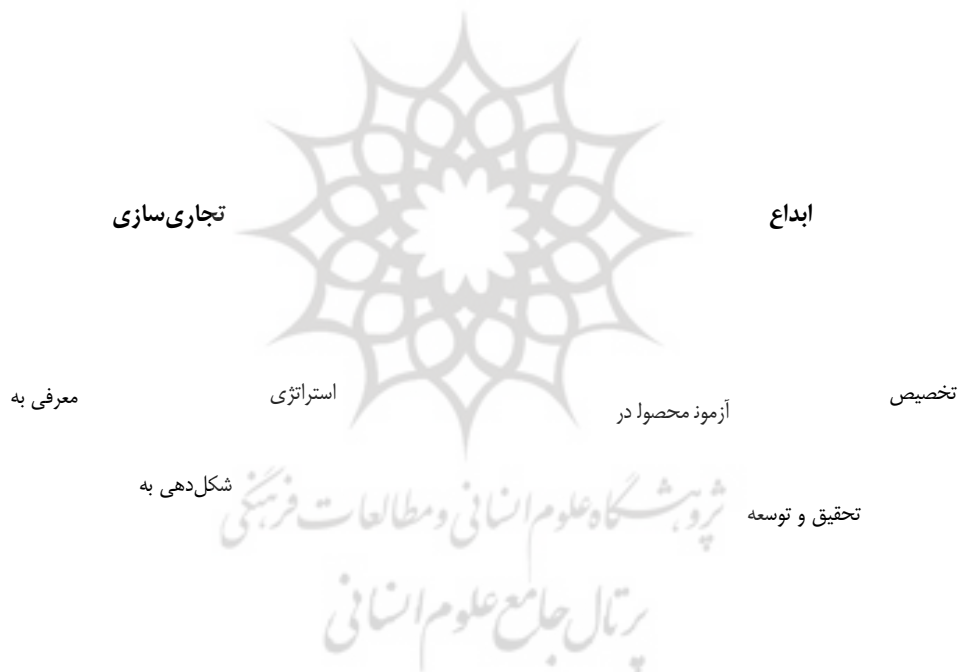 ابداع
تجاری‌سازی
تخصیص
آزمون محصول در
استراتژی
معرفی به
تحقیق و توسعه
شکل‌دهی به
پژوهشگاه علوم انسانی و مطالعات فرهنگی
پرتال جامع علوم انسانی